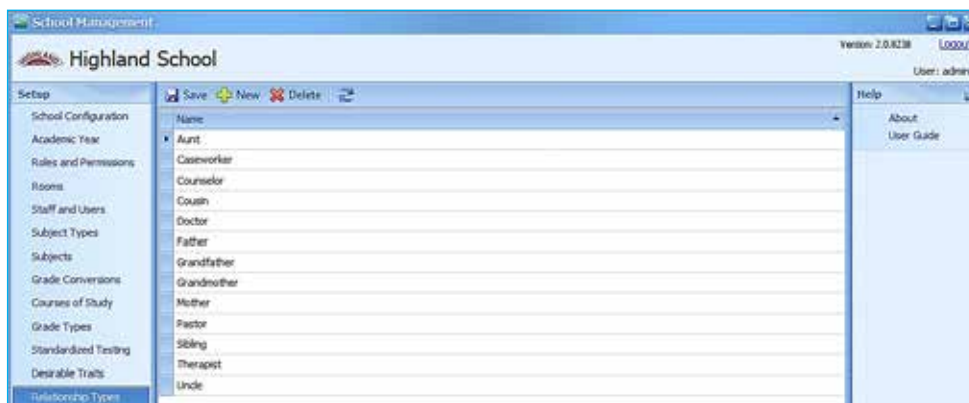 School Management
Highland School
Version: 2.0.8238 Logout
User: admin
Setup
School Configuration
Academic Year
Roles and Permissions
Rooms
Staff and Users
Subject Types
Subjects
Grade Conversions
Courses of Study
Grade Types
Standardized Testing
Desirable Traits
Relationship Types
Save New Delete
Name
Aunt
Caseworker
Counselor
Cousin
Doctor
Father
Grandfather
Grandmother
Mother
Pastor
Sibling
Therapist
Uncle
Help
About
User Guide